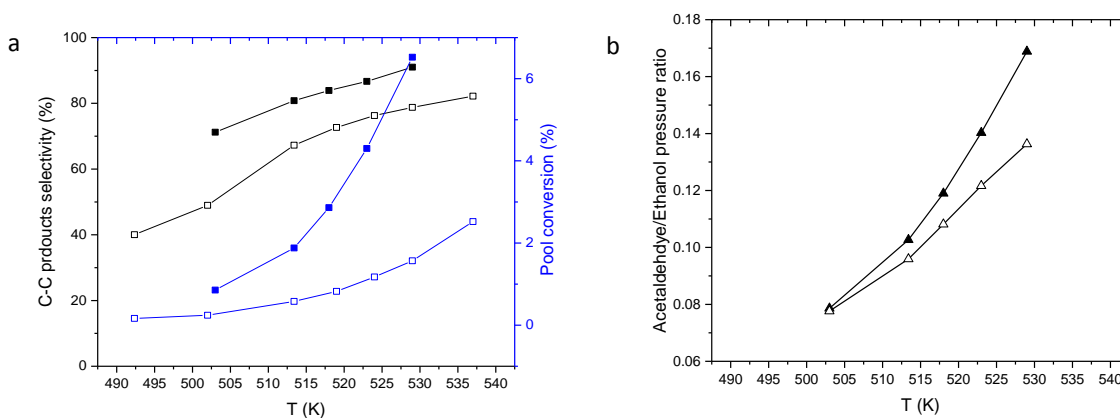 a
C-C prdoucts selectivity (%)
100
80
60
40
20
0
490 495 500 505 510 515 520 525 530 535 540
T (K)
6
4
2
0
Pool conversion (%)
b
Acetaldehdye/Ethanol pressure ratio
0.18
0.16
0.14
0.12
0.10
0.08
0.06
490 495 500 505 510 515 520 525 530 535 540
T (K)